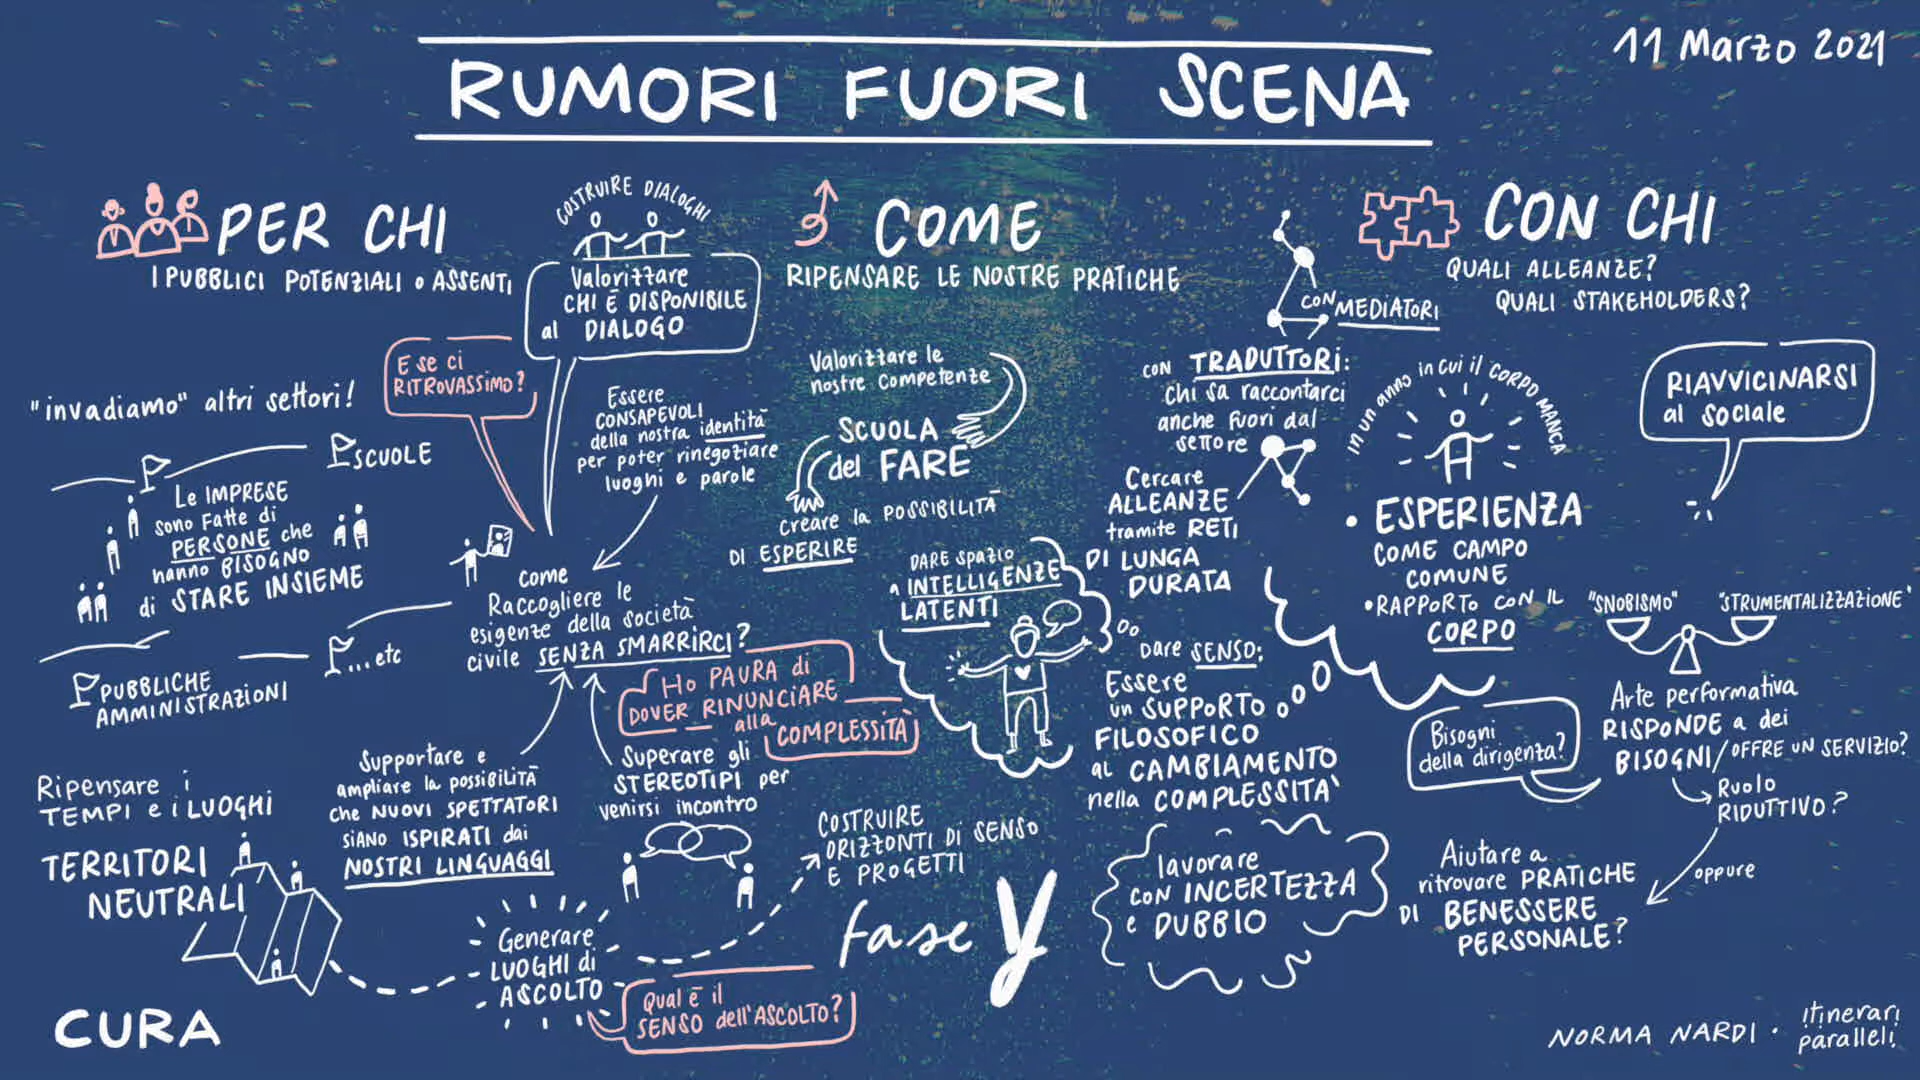 11 Marzo 2021
RUMORI FUORI SCENA
PER CHI
I PUBBLICI POTENZIALI o ASSENTI
COSTRUIRE DIALOGHI
Valorizzare
CHI È DISPONIBILE
al DIALOGO
E se ci
RITROVASSIMO?
"invadiamo" altri settori!
SCUOLE
Le IMPRESE
sono Fatte di
PERSONE che
hanno BISOGNO
di STARE INSIEME
PUBBLICHE
AMMINISTRAZIONI
...etc
Essere
CONSAPEVOLI
della nostra identità
per poter rinegoziare
luoghi e parole
Come
Raccogliere le
esigenze della società
civile SENZA SMARRIRCI?
Ho PAURA di
DOVER RINUNCIARE
alla
COMPLESSITÀ
Supportare e
ampliare la possibilità
che NUOVI SPETTATORI
SIANO ISPIRATI dai
NOSTRI LINGUAGGI
Superare gli
STEREOTIPI per
venirsi incontro
Ripensare i
TEMPI e i LUOGHI
TERRITORI
NEUTRALI
Generare
LUOGHI di
ASCOLTO
Qual è il
SENSO dell'ASCOLTO?
COSTRUIRE
ORIZZONTI DI SENSO
E PROGETTI
COME
RIPENSARE LE NOSTRE PRATICHE
Valorizzare le
nostre competenze
SCUOLA
del FARE
creare la POSSIBILITÀ
DI ESPERIRE
DARE spazio
a INTELLIGENZE
LATENTI
fase Y
CON CHI
QUALI ALLEANZE?
QUALI STAKEHOLDERS?
CON MEDIATORI
CON TRADUTTORI:
Chi sa raccontarci
anche fuori dal
settore
Cercare
ALLEANZE
tramite RETI
DI LUNGA
DURATA
Dare SENSO:
Essere
un SUPPORTO
FILOSOFICO
al CAMBIAMENTO
nella COMPLESSITA'
lavorare
CON INCERTEZZA
e DUBBIO
In un anno in cui il CORPO MANCA
• ESPERIENZA
COME CAMPO
COMUNE
• RAPPORTO CON IL
CORPO
RIAVVICINARSI
al sociale
"SNOBISMO" "STRUMENTALIZZAZIONE"
Arte performativa
RISPONDE a dei
BISOGNI/OFFRE UN SERVIZIO?
Bisogni
della dirigenza?
Ruolo
RIDUTTIVO?
oppure
Aiutare a
ritrovare PRATICHE
DI BENESSERE
PERSONALE?
CURA
NORMA NARDI • itinerari
paralleli